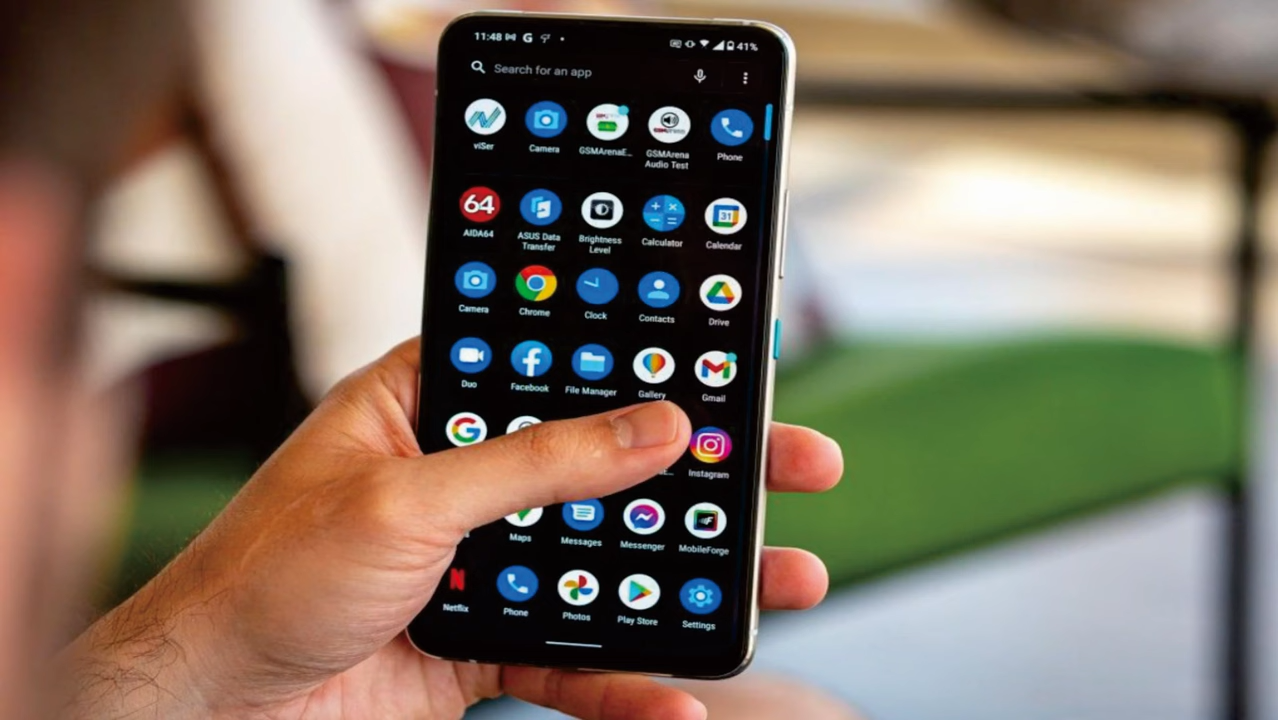 11:48 G 41%
Search for an app
viSer Camera GSMArenaE... GSMArena Phone
Audio Test
64
31
AIDA64 ASUS Data Brightness Calculator Calendar
Transfer Level
Camera Chrome Clock Contacts Drive
Duo Facebook File Manager Gallery Gmail
G
Instagram
Maps Messages Messenger MobileForge
Netflix Phone Photos Play Store Settings